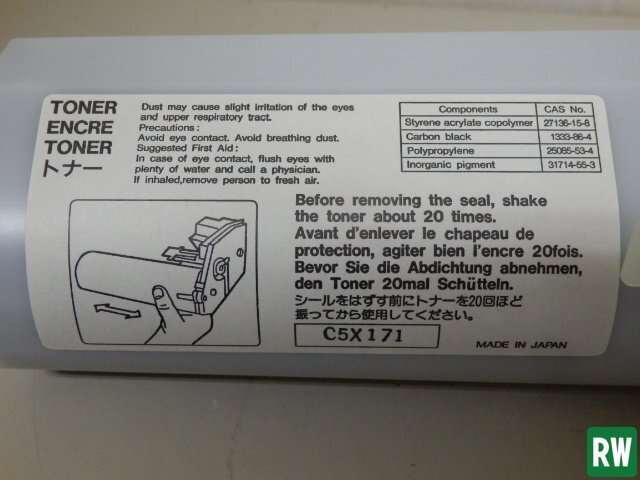 TONER
ENCRE
TONER
トナー
Dust may cause slight irritation of the eyes
and upper respiratory tract.
Precautions:
Avoid eye contact. Avoid breathing dust.
Suggested First Aid:
In case of eye contact, flush eyes with
plenty of water and call a physician.
If inhaled,remove person to fresh air.
Components CAS No.
Styrene acrylate copolymer 27136-15-8
Carbon black 1333-86-4
Polypropylene 25085-53-4
Inorganic pigment 31714-55-3
Before removing the seal, shake
the toner about 20 times.
Avant d'enlever le chapeau de
protection, agiter bien l'encre 20fois.
Bevor Sie die Abdichtung abnehmen,
den Toner 20mal Schütteln.
シールをはずす前にトナーを20回ほど
振ってから使用してください。
C5X171
MADE IN JAPAN
RW